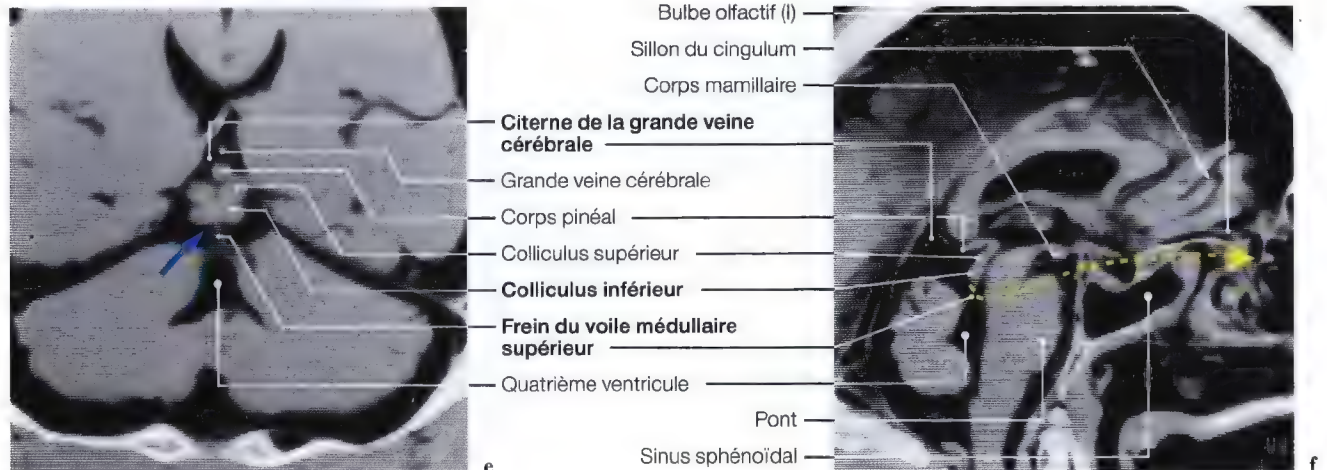 Bulbe olfactif (I)
Sillon du cingulum
Corps mamillaire
Citerne de la grande veine
cérébrale
Grande veine cérébrale
Corps pinéal
Colliculus supérieur
Colliculus inférieur
Frein du voile médullaire
supérieur
Quatrième ventricule
Pont
Sinus sphénoïdal
e
f